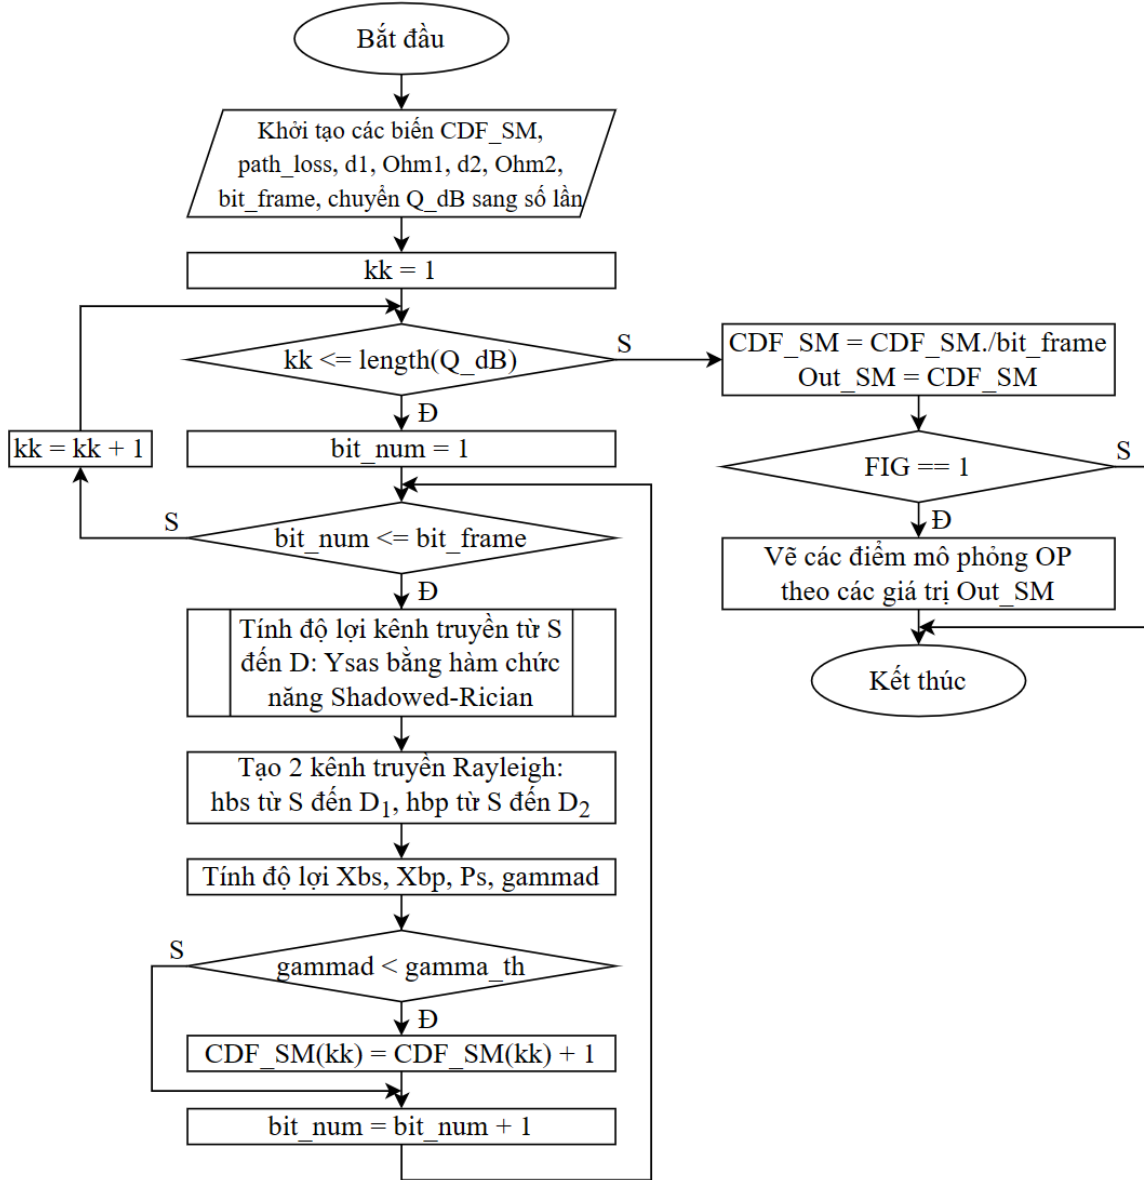 Bắt đầu
Khởi tạo các biến CDF_SM,
path_loss, d1, Ohm1, d2, Ohm2,
bit_frame, chuyển Q_dB sang số lần
kk = 1
kk <= length(Q_dB)
S
Đ
kk = kk + 1
bit_num = 1
S
bit_num <= bit_frame
Đ
Tính độ lợi kênh truyền từ S
đến D: Ysas bằng hàm chức
năng Shadowed-Rician
Tạo 2 kênh truyền Rayleigh:
hbs từ S đến D1, hbp từ S đến D2
Tính độ lợi Xbs, Xbp, Ps, gammad
S
gammad < gamma_th
Đ
CDF_SM(kk) = CDF_SM(kk) + 1
bit_num = bit_num + 1
CDF_SM = CDF_SM./bit_frame
Out_SM = CDF_SM
FIG == 1
S
Đ
Vẽ các điểm mô phỏng OP
theo các giá trị Out_SM
Kết thúc